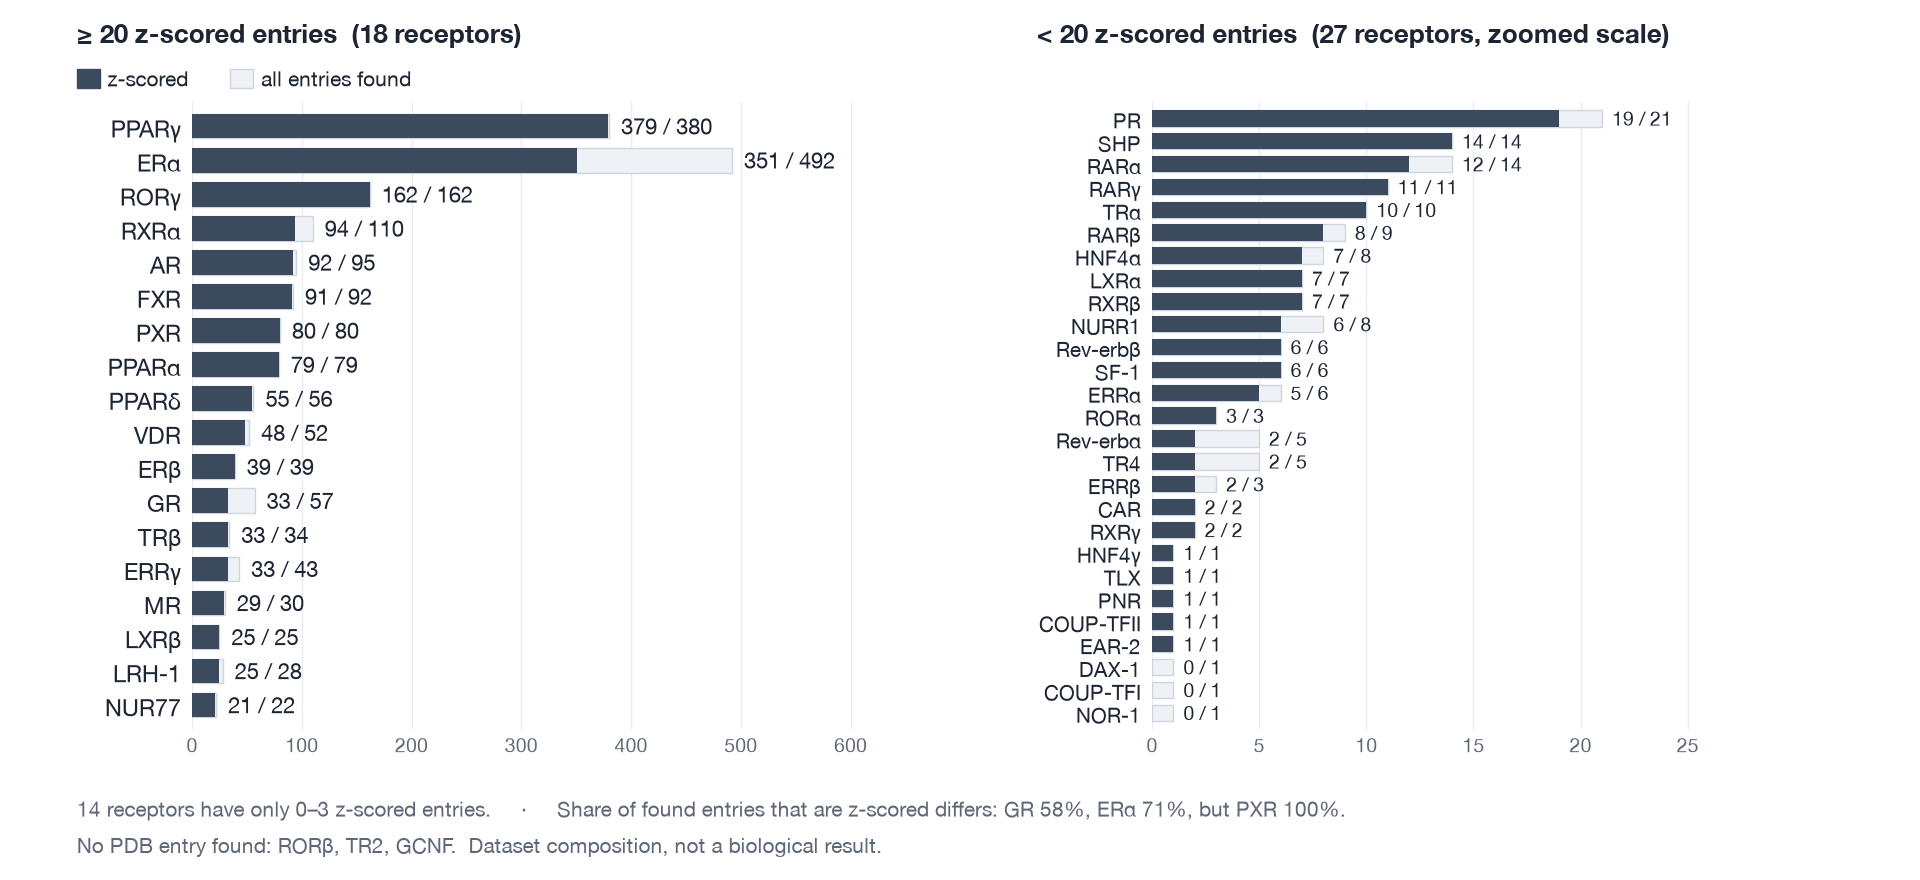 ≥ 20 z-scored entries (18 receptors)
z-scored
all entries found
PPARγ 379 / 380
ERα 351 / 492
RORγ 162 / 162
RXRα 94 / 110
AR 92 / 95
FXR 91 / 92
PXR 80 / 80
PPARα 79 / 79
PPARδ 55 / 56
VDR 48 / 52
ERβ 39 / 39
GR 33 / 57
TRβ 33 / 34
ERRγ 33 / 43
MR 29 / 30
LXRβ 25 / 25
LRH-1 25 / 28
NUR77 21 / 22
0 100 200 300 400 500 600
< 20 z-scored entries (27 receptors, zoomed scale)
PR 19 / 21
SHP 14 / 14
RARα 12 / 14
RARγ 11 / 11
TRα 10 / 10
RARβ 8 / 9
HNF4α 7 / 8
LXRα 7 / 7
RXRβ 7 / 7
NURR1 6 / 8
Rev-erbβ 6 / 6
SF-1 6 / 6
ERRα 5 / 6
RORα 3 / 3
Rev-erbα 2 / 5
TR4 2 / 5
ERRβ 2 / 3
CAR 2 / 2
RXRγ 2 / 2
HNF4γ 1 / 1
TLX 1 / 1
PNR 1 / 1
COUP-TFII 1 / 1
EAR-2 1 / 1
DAX-1 0 / 1
COUP-TFI 0 / 1
NOR-1 0 / 1
0 5 10 15 20 25
14 receptors have only 0–3 z-scored entries. · Share of found entries that are z-scored differs: GR 58%, ERα 71%, but PXR 100%.
No PDB entry found: RORβ, TR2, GCNF. Dataset composition, not a biological result.